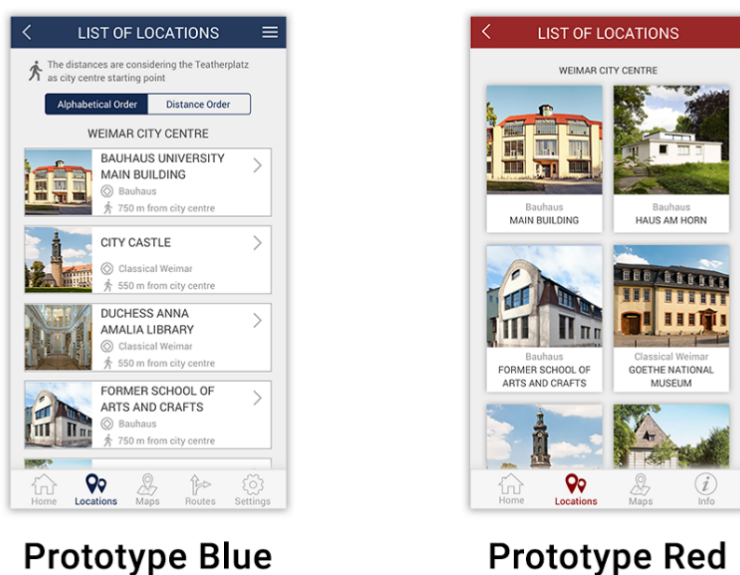 LIST OF LOCATIONS
The distances are considering the Teatherplatz
as city centre starting point
Alphabetical Order
Distance Order
WEIMAR CITY CENTRE
BAUHAUS UNIVERSITY
MAIN BUILDING
Bauhaus
750 m from city centre
CITY CASTLE
Classical Weimar
550 m from city centre
DUCHESS ANNA
AMALIA LIBRARY
Classical Weimar
550 m from city centre
FORMER SCHOOL OF
ARTS AND CRAFTS
Bauhaus
750 m from city centre
Home
Locations
Maps
Routes
Settings
Prototype Blue
LIST OF LOCATIONS
WEIMAR CITY CENTRE
Bauhaus
MAIN BUILDING
Bauhaus
HAUS AM HORN
Bauhaus
FORMER SCHOOL OF
ARTS AND CRAFTS
Classical Weimar
GOETHE NATIONAL
MUSEUM
Home
Locations
Maps
i
Info
Prototype Red